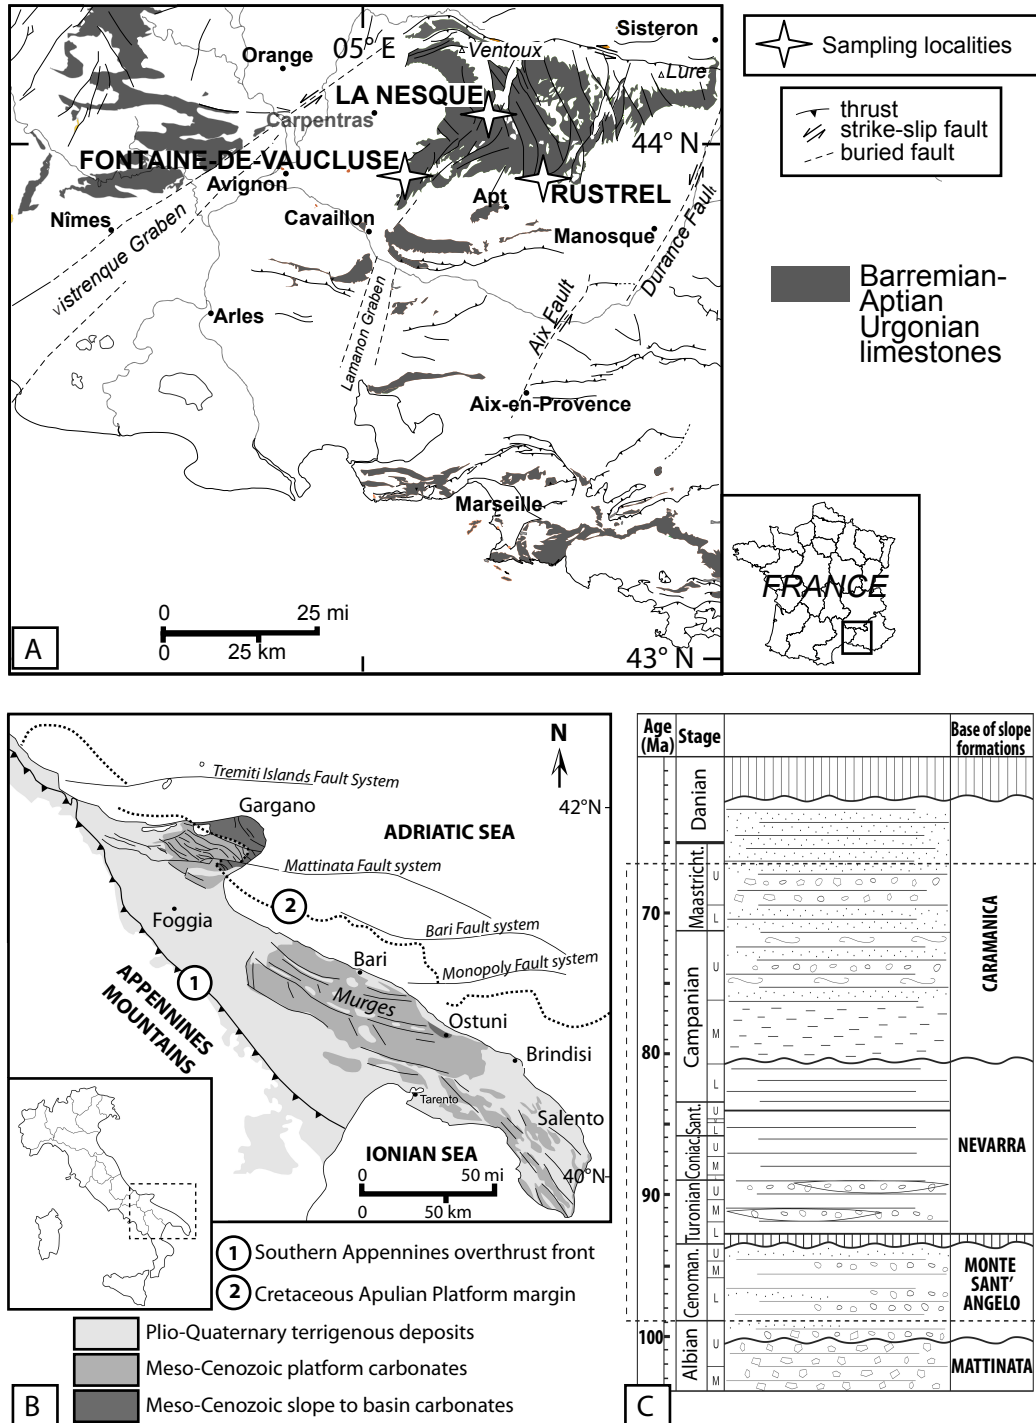 05° E
Ventoux
Sisteron
Orange
Lure
LA NESQUE
Carpentras
44° N
FONTAINE-DE-VAUCLUSE
Avignon
RUSTREL
Apt
Nîmes
Cavaillon
Manosque
Vistrenque Graben
Durance Fault
Arles
Aix Fault
Lamanon Graben
Aix-en-Provence
Marseille
0 25 mi
0 25 km
43° N
A
Sampling localities
thrust
strike-slip fault
buried fault
Barremian-
Aptian
Urgonian
limestones
FRANCE
N
Tremiti Islands Fault System
Gargano
42°N
ADRIATIC SEA
Mattinata Fault system
2
Foggia
Bari Fault system
Bari
Monopoly Fault system
1
Murges
APPENNINES
MOUNTAINS
Ostuni
Brindisi
Tarento
Salento
IONIAN SEA
40°N
0 50 mi
0 50 km
1 Southern Appennines overthrust front
2 Cretaceous Apulian Platform margin
Plio-Quaternary terrigenous deposits
Meso-Cenozoic platform carbonates
Meso-Cenozoic slope to basin carbonates
B
Age
(Ma)
Stage
Base of slope
formations
Danian
Maastricht.
U
L
70
Campanian
U
M
L
CARAMANICA
80
Sant.
U
L
Coniac.
U
M
NEVARRA
Turonian
90
U
M
L
Cenoman.
U
M
L
MONTE
SANT'
ANGELO
100
Albian
U
M
MATTINATA
C